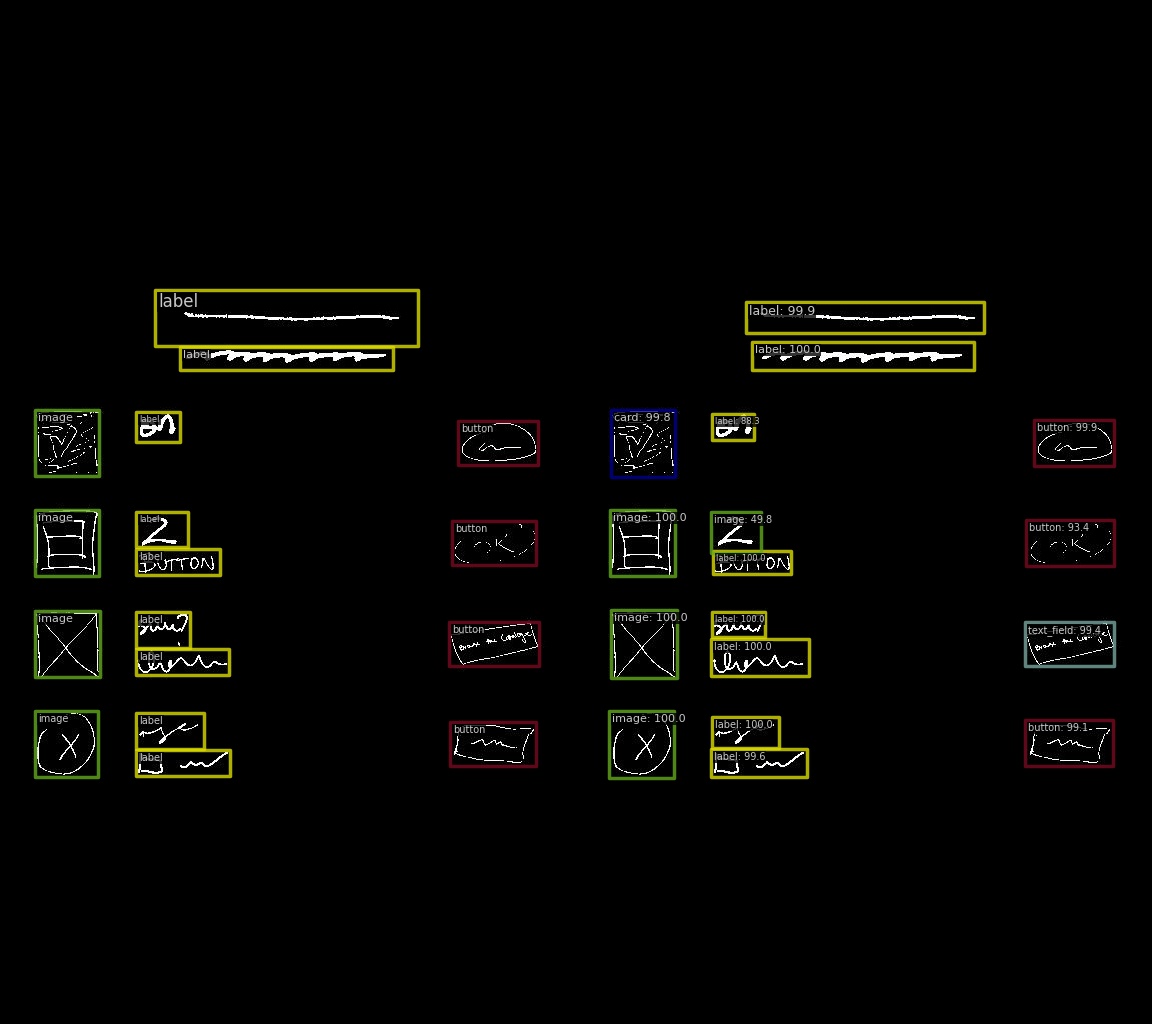 label
label: 99.9
label
label: 100.0
image
label
button
card: 99.8
label: 88.3
button: 99.9
image
label
2
button
image: 100.0
image: 49.8
button: 93.4
label
BUTTON
label: 100.0
BUTTON
image
label
button
image: 100.0
label: 100.0
text_field: 99.4
label
label: 100.0
image
X
label
button
image: 100.0
X
label: 100.0
button: 99.1
label
label: 99.6